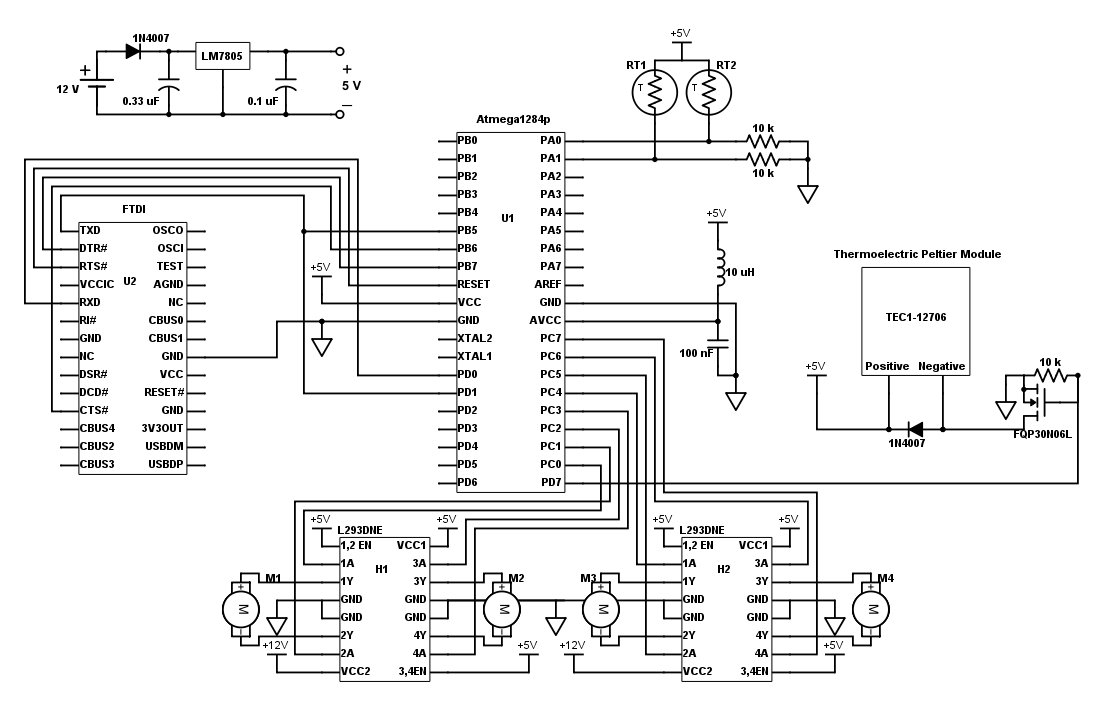 1N4007
LM7805
12 V
0.33 uF
0.1 uF
+
5 V
–
+5V
RT1
RT2
T
T
10 k
10 k
Atmega1284p
U1
PB0
PB1
PB2
PB3
PB4
PB5
PB6
PB7
RESET
VCC
GND
XTAL2
XTAL1
PD0
PD1
PD2
PD3
PD4
PD5
PD6
PA0
PA1
PA2
PA3
PA4
PA5
PA6
PA7
AREF
GND
AVCC
PC7
PC6
PC5
PC4
PC3
PC2
PC1
PC0
PD7
FTDI
U2
TXD
DTR#
RTS#
VCCIC
RXD
RI#
GND
NC
DSR#
DCD#
CTS#
CBUS4
CBUS2
CBUS3
OSCO
OSCI
TEST
AGND
NC
CBUS0
CBUS1
GND
VCC
RESET#
GND
3V3OUT
USBDM
USBDP
+5V
+5V
10 uH
100 nF
Thermoelectric Peltier Module
TEC1-12706
Positive Negative
+5V
1N4007
10 k
FQP30N06L
L293DNE
H1
+5V
+5V
1,2 EN
1A
1Y
GND
GND
2Y
2A
VCC2
VCC1
3A
3Y
GND
GND
4Y
4A
3,4EN
M1
M
M2
M
+12V
+5V
L293DNE
H2
+5V
+5V
1,2 EN
1A
1Y
GND
GND
2Y
2A
VCC2
VCC1
3A
3Y
GND
GND
4Y
4A
3,4EN
M3
M
M4
M
+12V
+5V